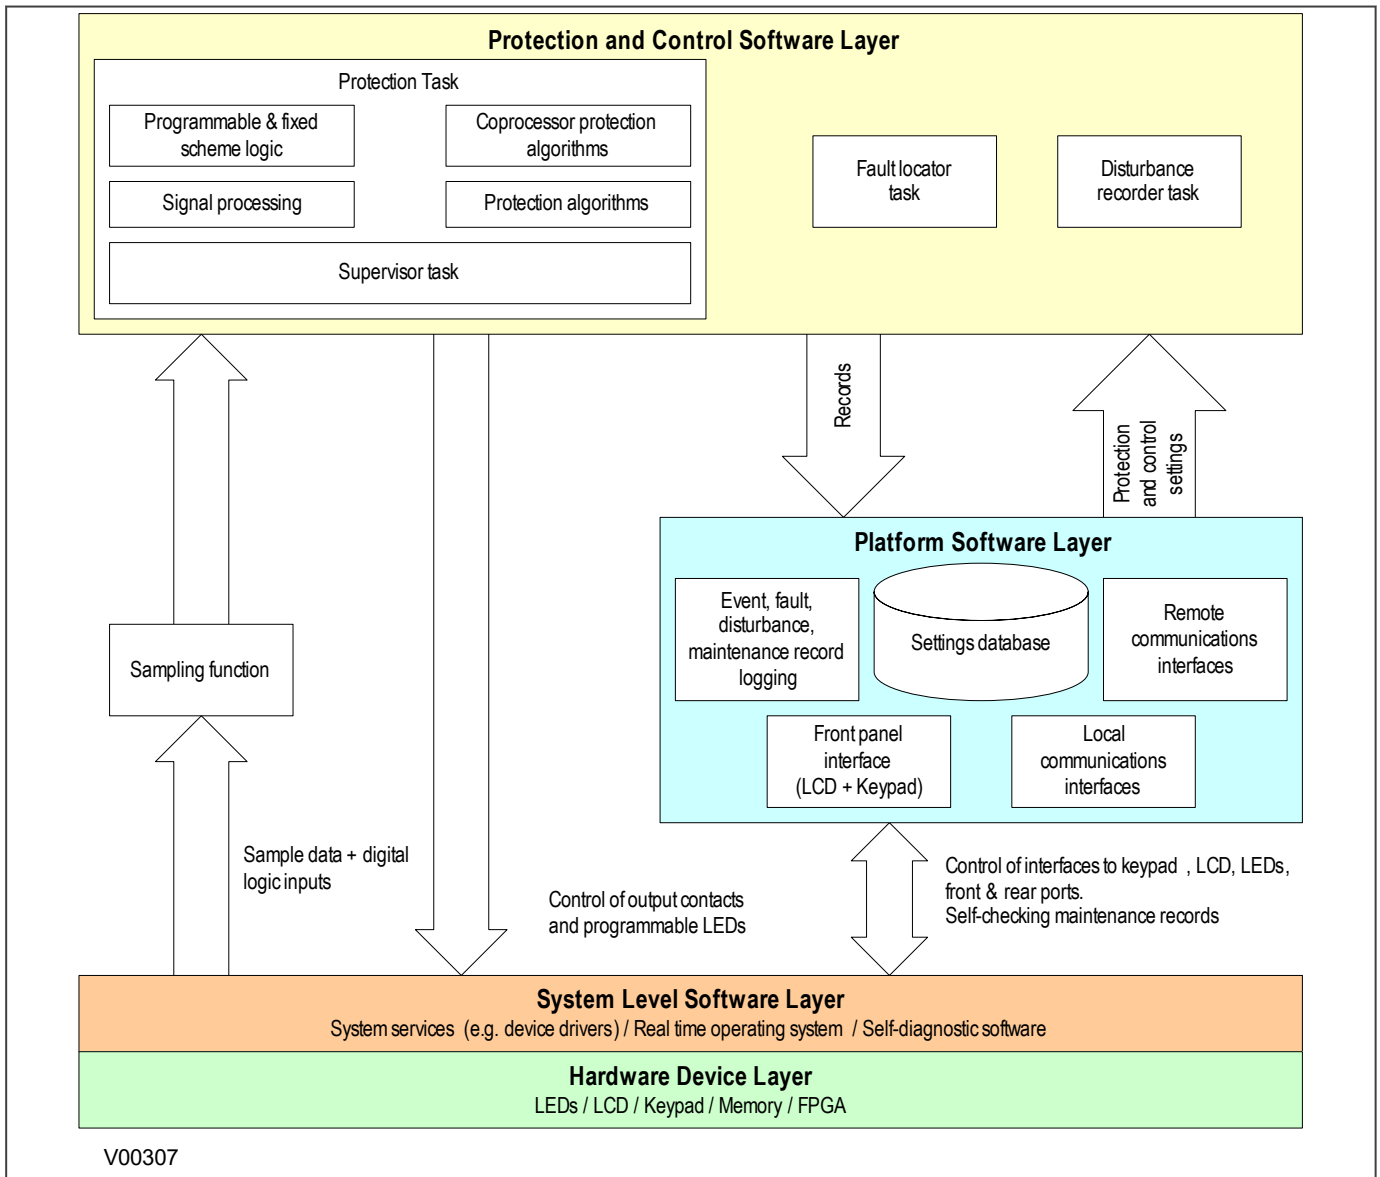 Protection and Control Software Layer
Protection Task
Programmable & fixed
scheme logic
Coprocessor protection
algorithms
Signal processing
Protection algorithms
Supervisor task
Fault locator
task
Disturbance
recorder task
Records
Protection
and control
settings
Platform Software Layer
Event, fault,
disturbance,
maintenance record
logging
Settings database
Remote
communications
interfaces
Front panel
interface
(LCD + Keypad)
Local
communications
interfaces
Sampling function
Sample data + digital
logic inputs
Control of output contacts
and programmable LEDs
Control of interfaces to keypad , LCD, LEDs,
front & rear ports.
Self-checking maintenance records
System Level Software Layer
System services (e.g. device drivers) / Real time operating system / Self-diagnostic software
Hardware Device Layer
LEDs / LCD / Keypad / Memory / FPGA
V00307